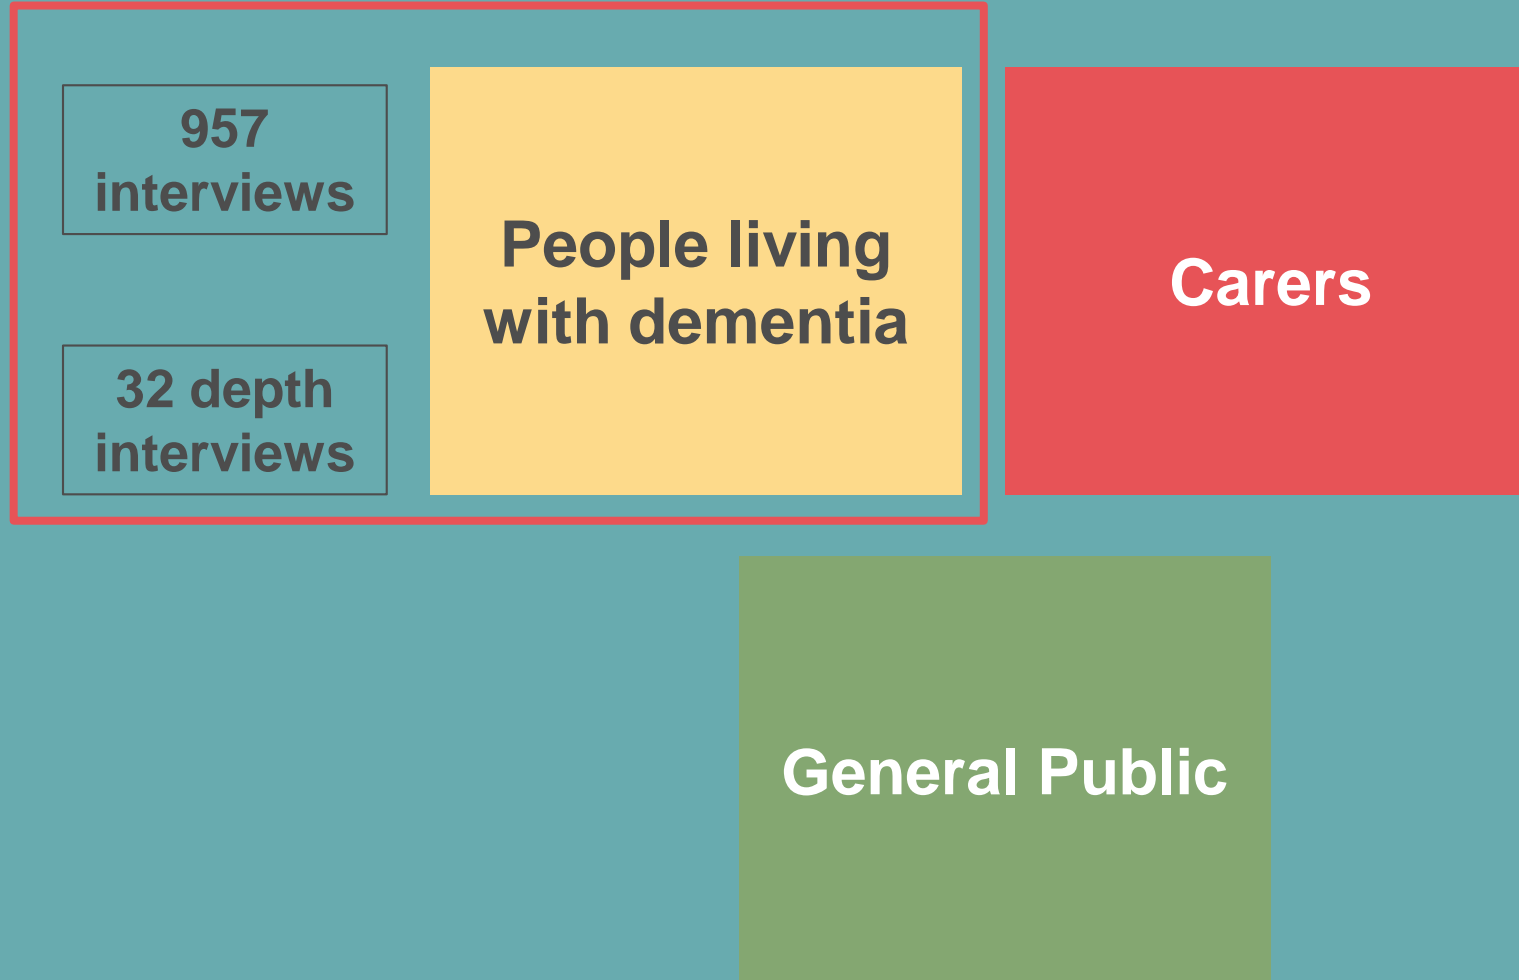 957
interviews
32 depth
interviews
People living
with dementia
Carers
General Public